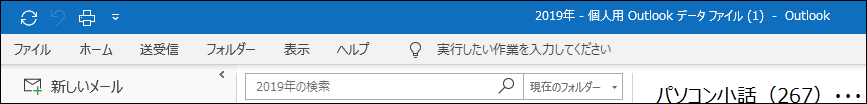 2019年 - 個人用 Outlook データ ファイル (1) - Outlook
ファイル ホーム 送受信 フォルダー 表示 ヘルプ 実行したい作業を入力してください
新しいメール 2019年の検索 現在のフォルダー パソコン小話（267）・・・